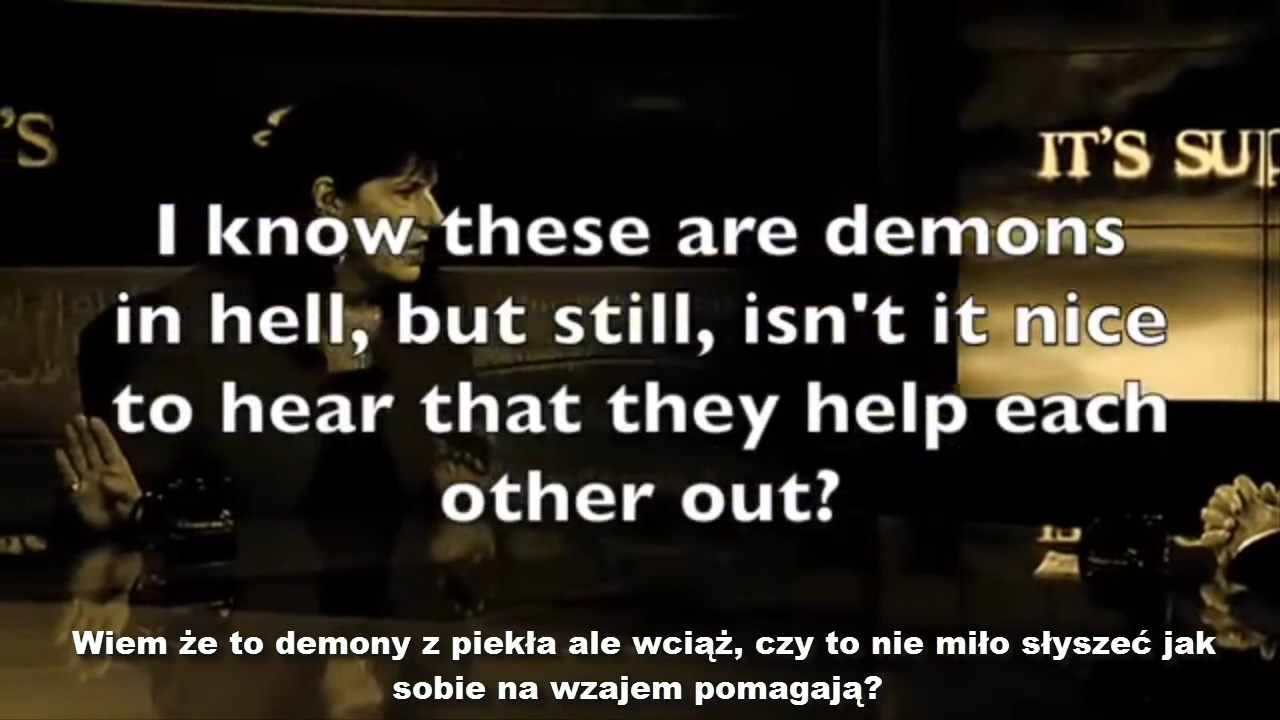 'S
IT'S SUP
I know these are demons
in hell, but still, isn't it nice
to hear that they help each
other out?
Wiem że to demony z piekła ale wciąż, czy to nie miło słyszeć jak
sobie na wzajem pomagają?